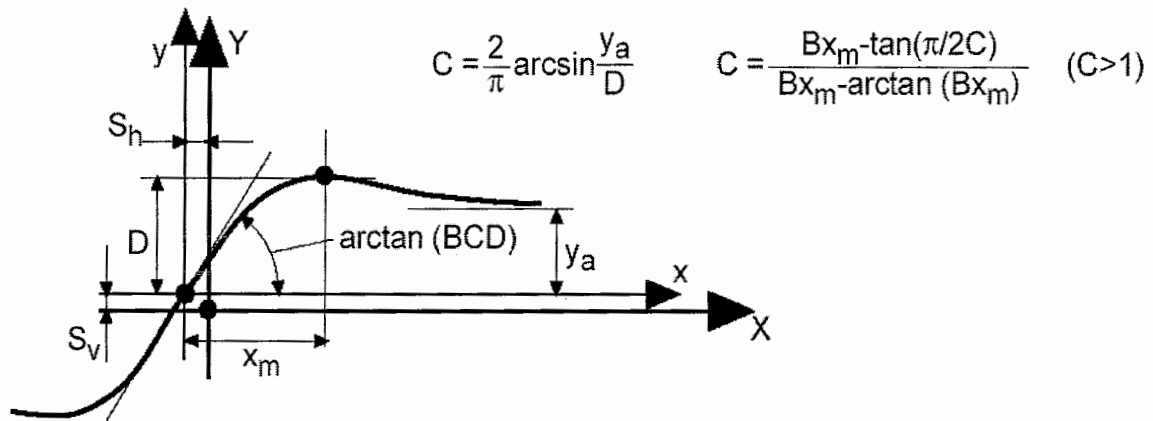 y Y
C = 2/π arcsin y_a/D
C = Bx_m-tan(π/2C) / Bx_m-arctan (Bx_m) (C>1)
S_h
D
arctan (BCD)
y_a
x
S_v
x_m
X